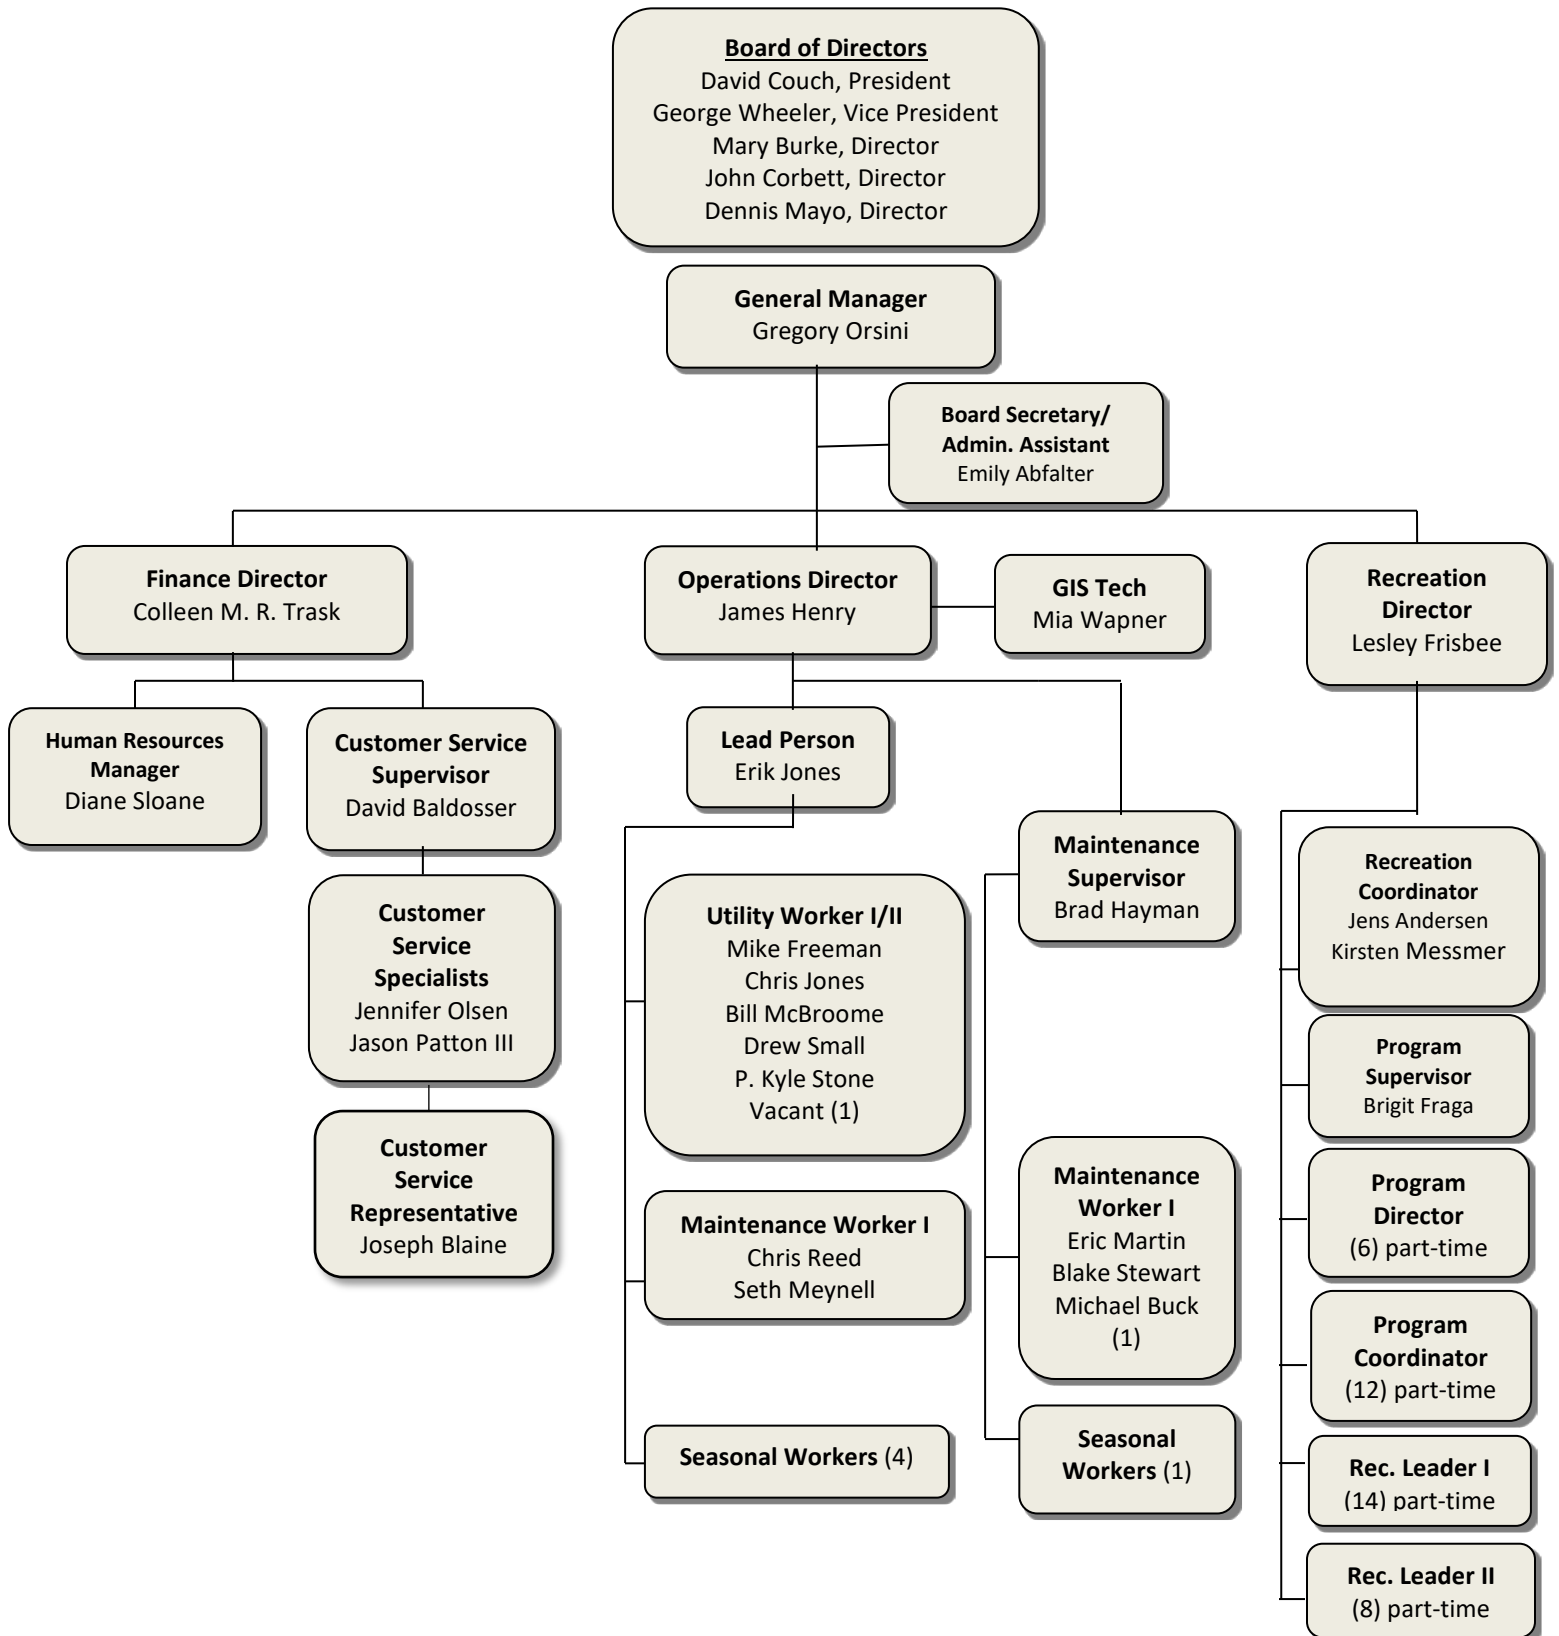 Board of Directors
David Couch, President
George Wheeler, Vice President
Mary Burke, Director
John Corbett, Director
Dennis Mayo, Director
General Manager
Gregory Orsini
Board Secretary/
Admin. Assistant
Emily Abfalter
Finance Director
Colleen M. R. Trask
Operations Director
James Henry
GIS Tech
Mia Wapner
Recreation
Director
Lesley Frisbee
Human Resources
Manager
Diane Sloane
Customer Service
Supervisor
David Baldosser
Customer
Service
Specialists
Jennifer Olsen
Jason Patton III
Customer
Service
Representative
Joseph Blaine
Lead Person
Erik Jones
Utility Worker I/II
Mike Freeman
Chris Jones
Bill McBroome
Drew Small
P. Kyle Stone
Vacant (1)
Maintenance Worker I
Chris Reed
Seth Meynell
Seasonal Workers (4)
Maintenance
Supervisor
Brad Hayman
Maintenance
Worker I
Eric Martin
Blake Stewart
Michael Buck
(1)
Seasonal
Workers (1)
Recreation
Coordinator
Jens Andersen
Kirsten Messmer
Program
Supervisor
Brigit Fraga
Program
Director
(6) part-time
Program
Coordinator
(12) part-time
Rec. Leader I
(14) part-time
Rec. Leader II
(8) part-time